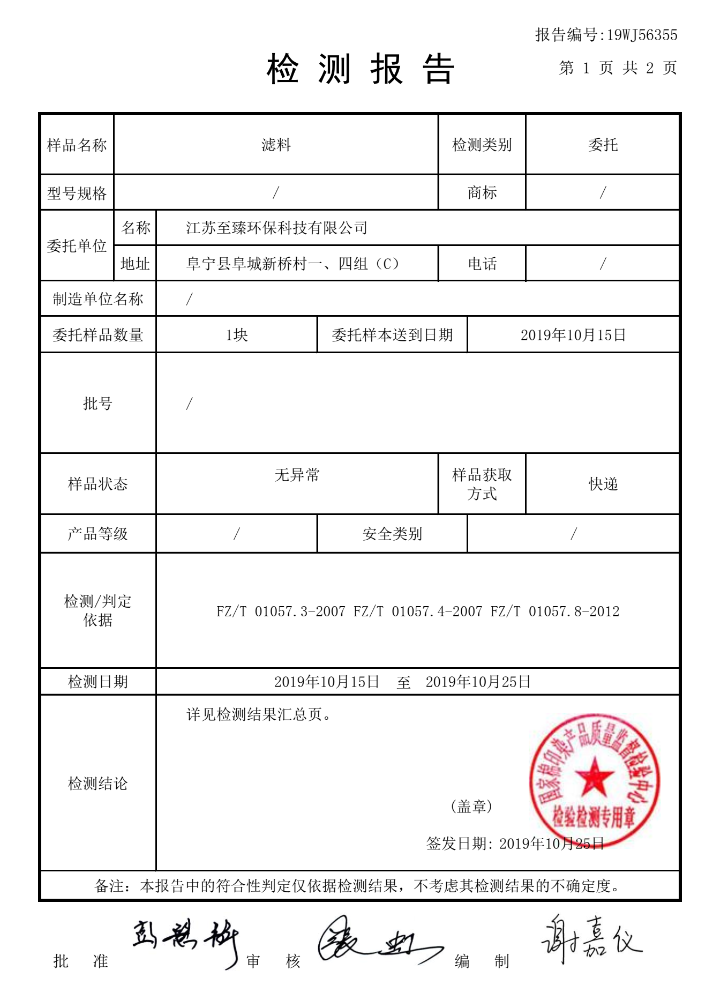 报告编号:19WJ56355
检测报告
第 1 页 共 2 页
样品名称 滤料 检测类别 委托
型号规格 / 商标 /
委托单位 名称 江苏至臻环保科技有限公司
地址 阜宁县阜城新桥村一、四组（C） 电话 /
制造单位名称 /
委托样品数量 1块 委托样本送到日期 2019年10月15日
批号 /
样品状态 无异常 样品获取
方式 快递
产品等级 / 安全类别 /
检测/判定
依据 FZ/T 01057.3-2007 FZ/T 01057.4-2007 FZ/T 01057.8-2012
检测日期 2019年10月15日 至 2019年10月25日
检测结论 详见检测结果汇总页。
国家棉印染产品质量监督检验中心
检验检测专用章
(盖章)
签发日期: 2019年10月25日
备注：本报告中的符合性判定仅依据检测结果，不考虑其检测结果的不确定度。
批 准 审 核 张虹 编 制 谢嘉仪